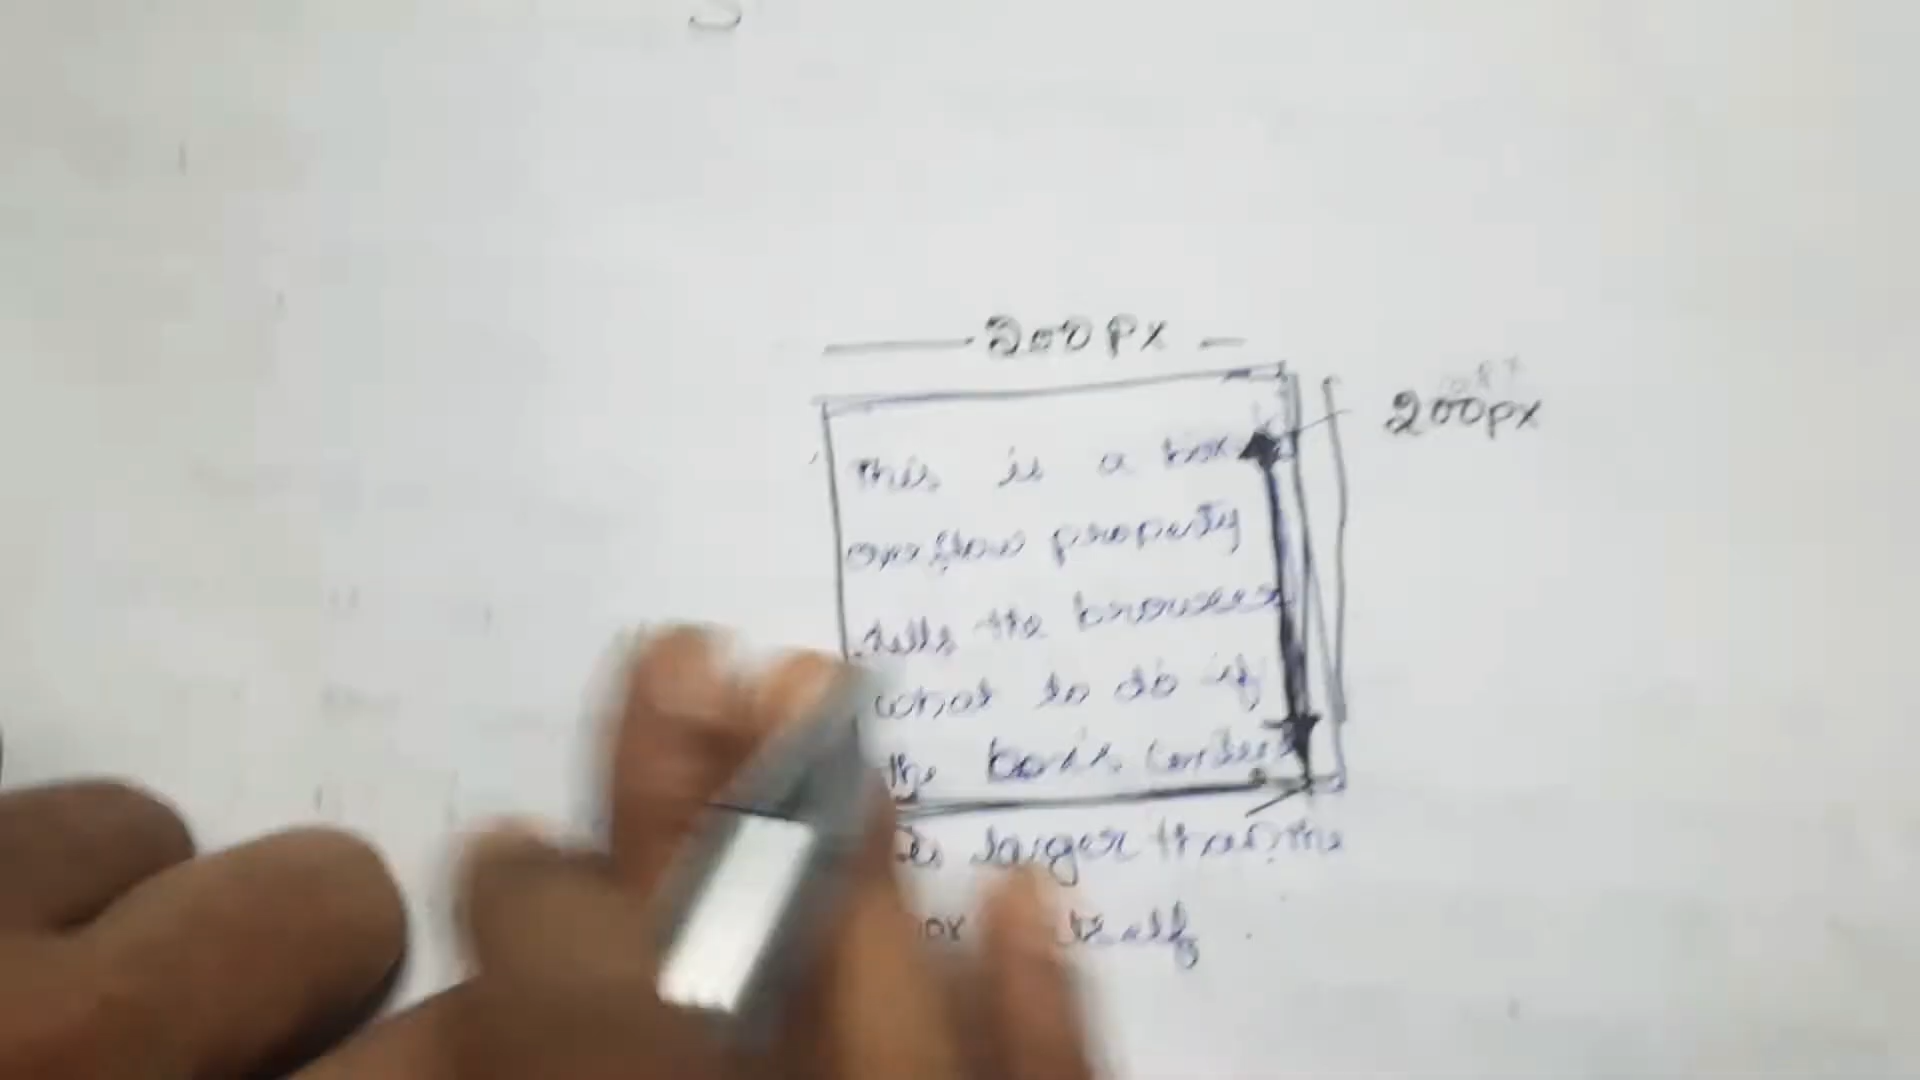 200PX
200px
This is a box
overflow property
tells the browser
what to do if
the box's content
is larger than the
box itself.